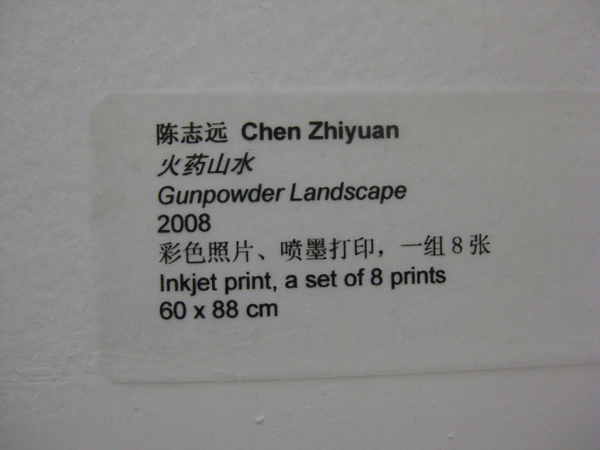 陈志远 Chen Zhiyuan
火药山水
Gunpowder Landscape
2008
彩色照片、喷墨打印，一组 8 张
Inkjet print, a set of 8 prints
60 x 88 cm